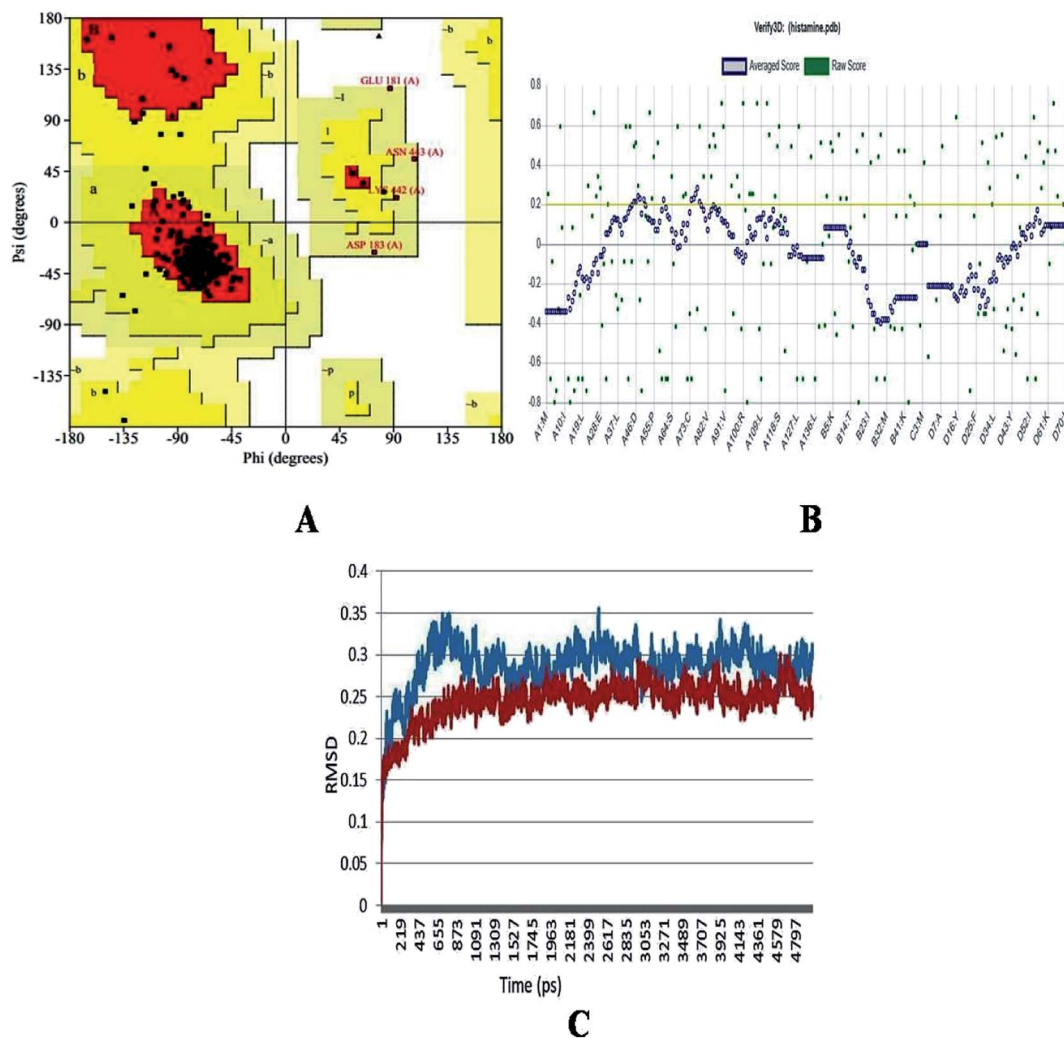 180
135
90
45
0
-45
-90
-135
-180 -135 -90 -45 0 45 90 135 180
Psi (degrees)
Phi (degrees)
B
b
~b
~b
b
~b
GLU 181 (A)
~l
l
ASN 443 (A)
a
LYS 442 (A)
~a
ASP 183 (A)
~b
b
~b
~p
p
~b
A
Verify3D: (histamine.pdb)
Averaged Score Raw Score
0.8
0.6
0.4
0.2
0
-0.2
-0.4
-0.6
-0.8
A1:M A10:I A19:L A28:E A37:L A46:D A55:P A64:S A73:C A82:V A91:V A100:R A109:L A118:S A127:L A136:L B5:K B14:T B23:I B32:M B41:K C3:M D7:A D16:Y D25:F D34:L D43:Y D52:I D61:K D70:
B
0.4
0.35
0.3
0.25
0.2
0.15
0.1
0.05
0
RMSD
1 219 437 655 873 1091 1309 1527 1745 1963 2181 2399 2617 2835 3053 3271 3489 3707 3925 4143 4361 4579 4797
Time (ps)
C